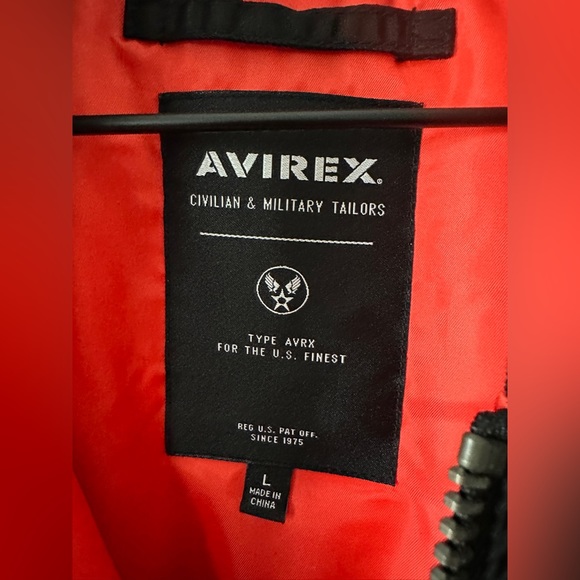 AVIREX®
CIVILIAN & MILITARY TAILORS
TYPE AVRX
FOR THE U.S. FINEST
REG U.S. PAT OFF.
SINCE 1975
L
MADE IN
CHINA